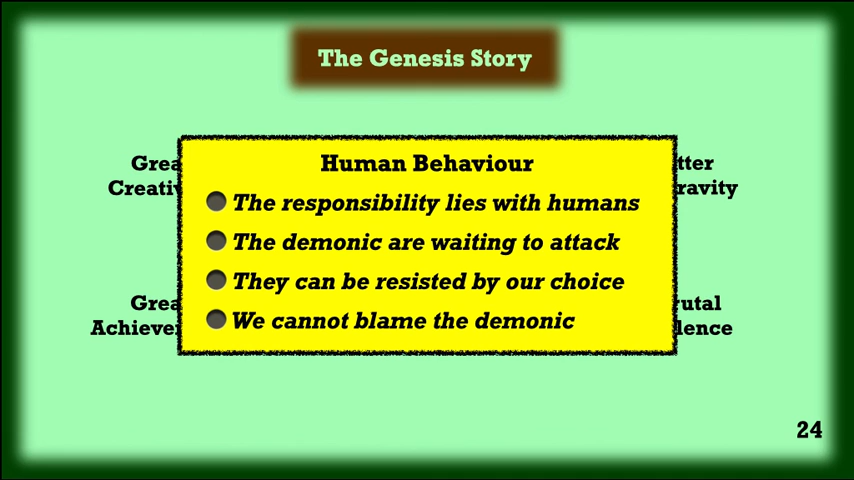 The Genesis Story
Human Behaviour
The responsibility lies with humans
The demonic are waiting to attack
They can be resisted by our choice
We cannot blame the demonic
24